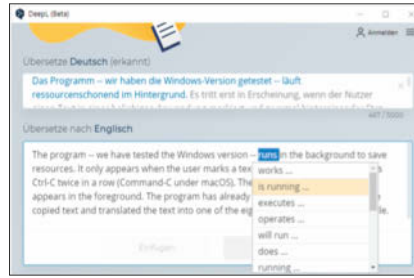 DeepL (Beta)
Anmelden
Übersetze Deutsch (erkannt)
Das Programm – wir haben die Windows-Version getestet – läuft
ressourcenschonend im Hintergrund. Es tritt erst in Erscheinung, wenn der Nutzer
487/5000
Übersetze nach Englisch
The program – we have tested the Windows version – runs in the background to save
resources. It only appears when the user marks a tex
Ctrl-C twice in a row (Command-C under macOS). The
appears in the foreground. The program has already
copied text and translated the text into one of the eig
works ...
is running ...
executes ...
operates ...
will run ...
does ...
running ...
Einfügen